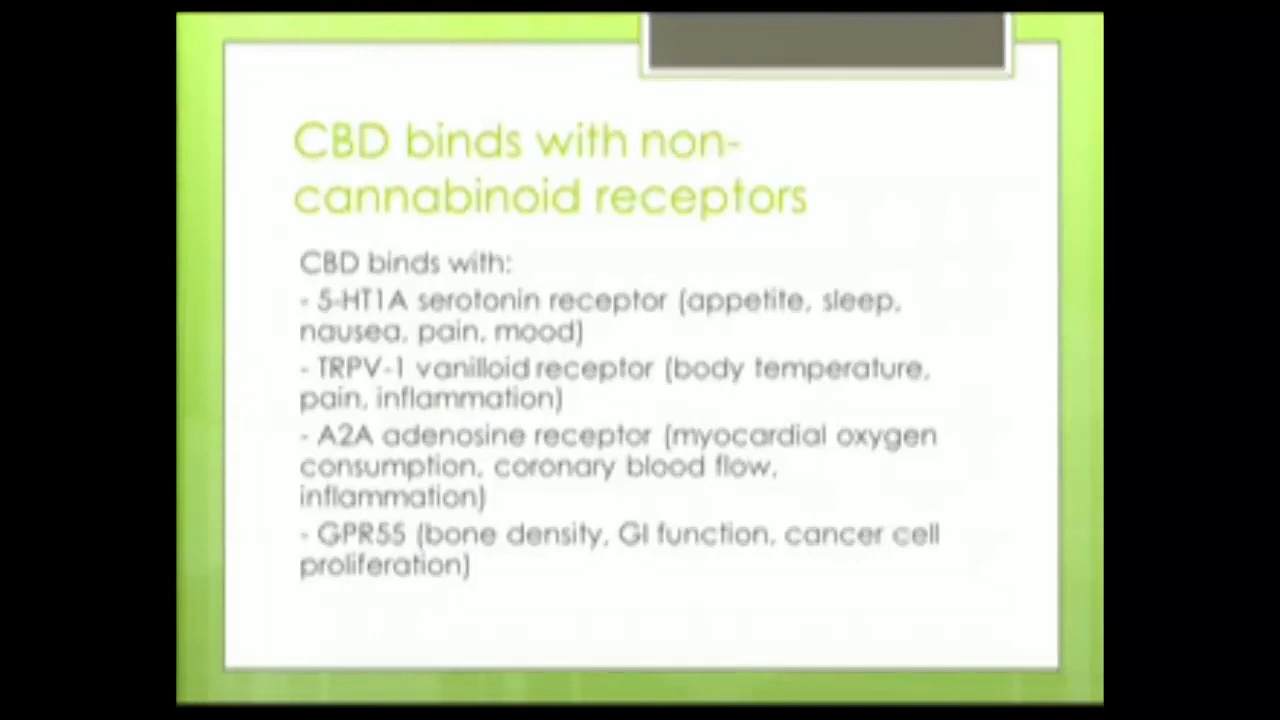 CBD binds with non-
cannabinoid receptors
CBD binds with:
- 5-HT1A serotonin receptor (appetite, sleep,
nausea, pain, mood)
- TRPV-1 vanilloid receptor (body temperature,
pain, inflammation)
- A2A adenosine receptor (myocardial oxygen
consumption, coronary blood flow,
inflammation)
- GPR55 (bone density, GI function, cancer cell
proliferation)